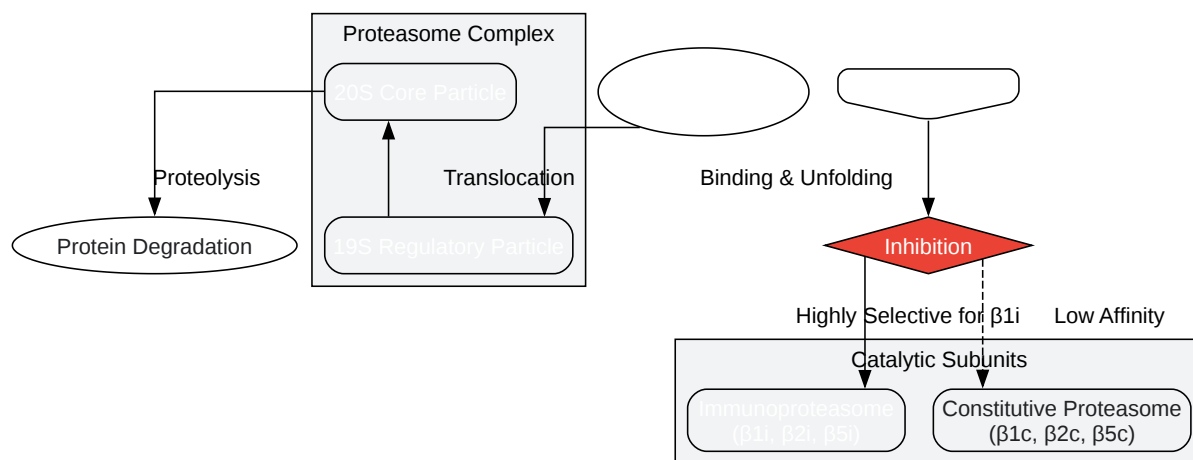 Proteasome Complex
20S Core Particle
Proteolysis
Translocation
Binding & Unfolding
Protein Degradation
19S Regulatory Particle
Inhibition
Highly Selective for β1i
Low Affinity
Catalytic Subunits
Immunoproteasome
(β1i, β2i, β5i)
Constitutive Proteasome
(β1c, β2c, β5c)